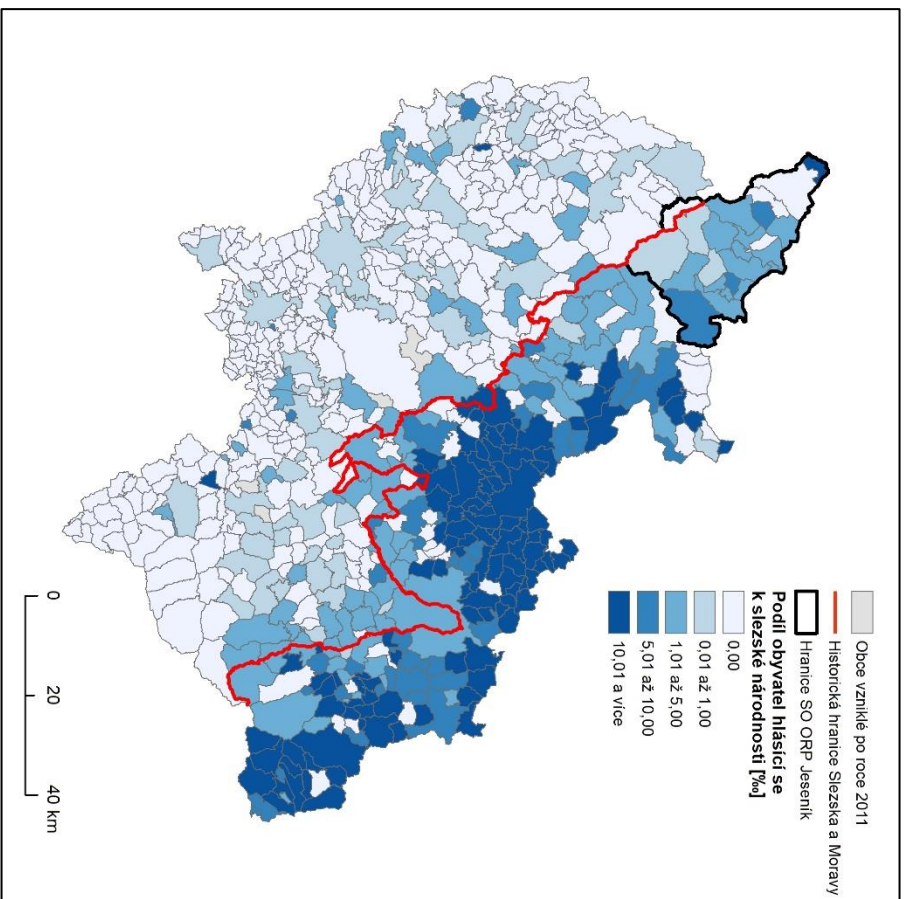 Obce vzniklé po roce 2011
Historická hranice Slezska a Moravy
Hranice SO ORP Jeseník
Podíl obyvatel hlásící se
k slezské národnosti [‰]
0,00
0,01 až 1,00
1,01 až 5,00
5,01 až 10,00
10,01 a více
0 20 40 km